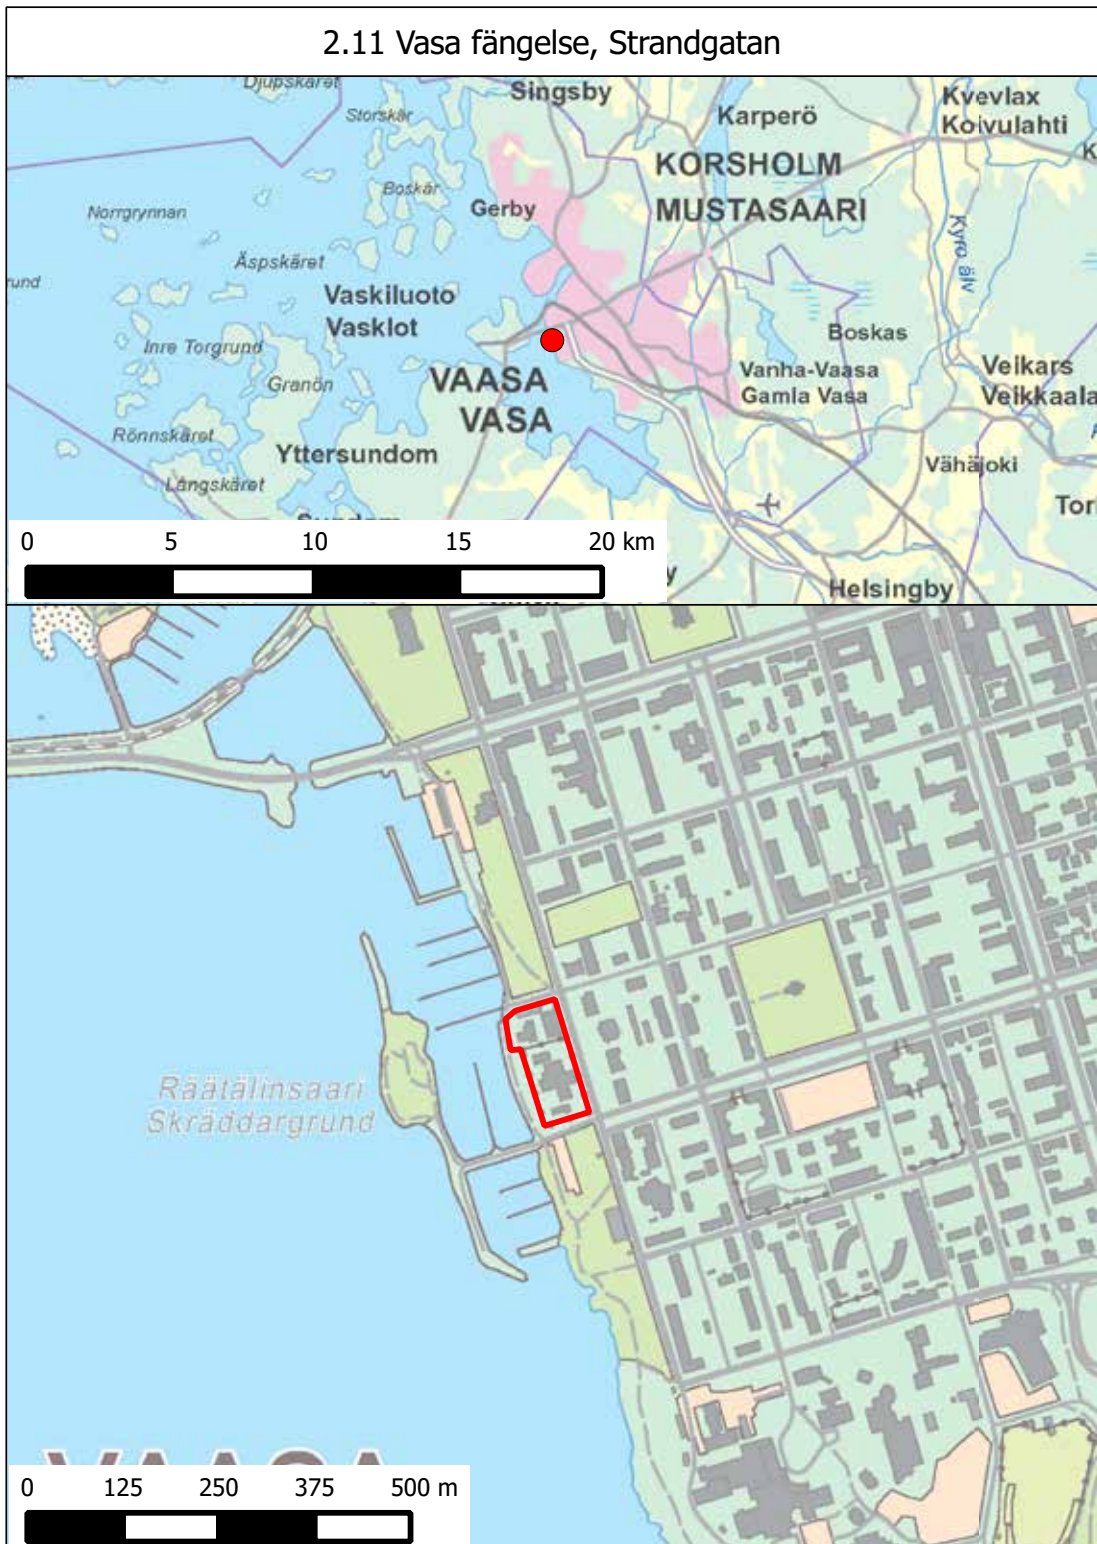 2.11 Vasa fängelse, Strandgatan
Djupskäret
Singsby
Storskär
Karperö
Kvevlax
Koivulahti
KORSHOLM
MUSTASAARI
Boskär
Gerby
Norrgrynnan
Kyro älv
Äspskäret
Vaskiluoto
Vasklot
Inre Torgrund
Boskas
Granön
Vanha-Vaasa
Gamla Vasa
Veikars
Veikkaala
VAASA
VASA
Rönnskäret
Yttersundom
Långskäret
Vähäjoki
Helsingby
0 5 10 15 20 km
Räätälinsaari
Skräddargrund
VAASA
0 125 250 375 500 m